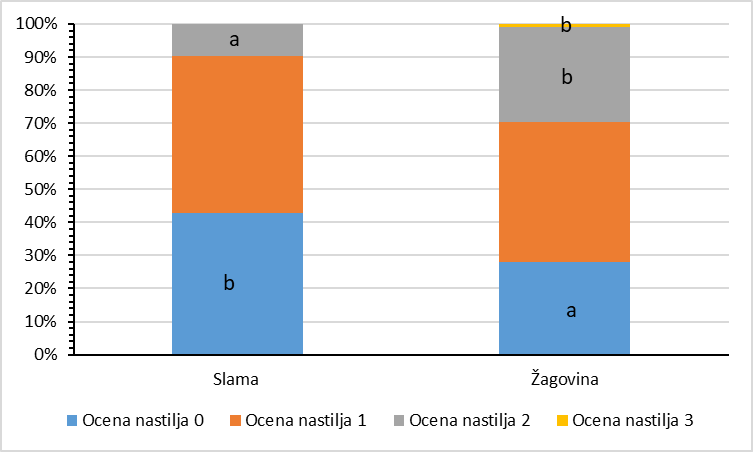 100%
90%
80%
70%
60%
50%
40%
30%
20%
10%
0%
a
b
b
b
a
Slama
Žagovina
Ocena nastilja 0
Ocena nastilja 1
Ocena nastilja 2
Ocena nastilja 3